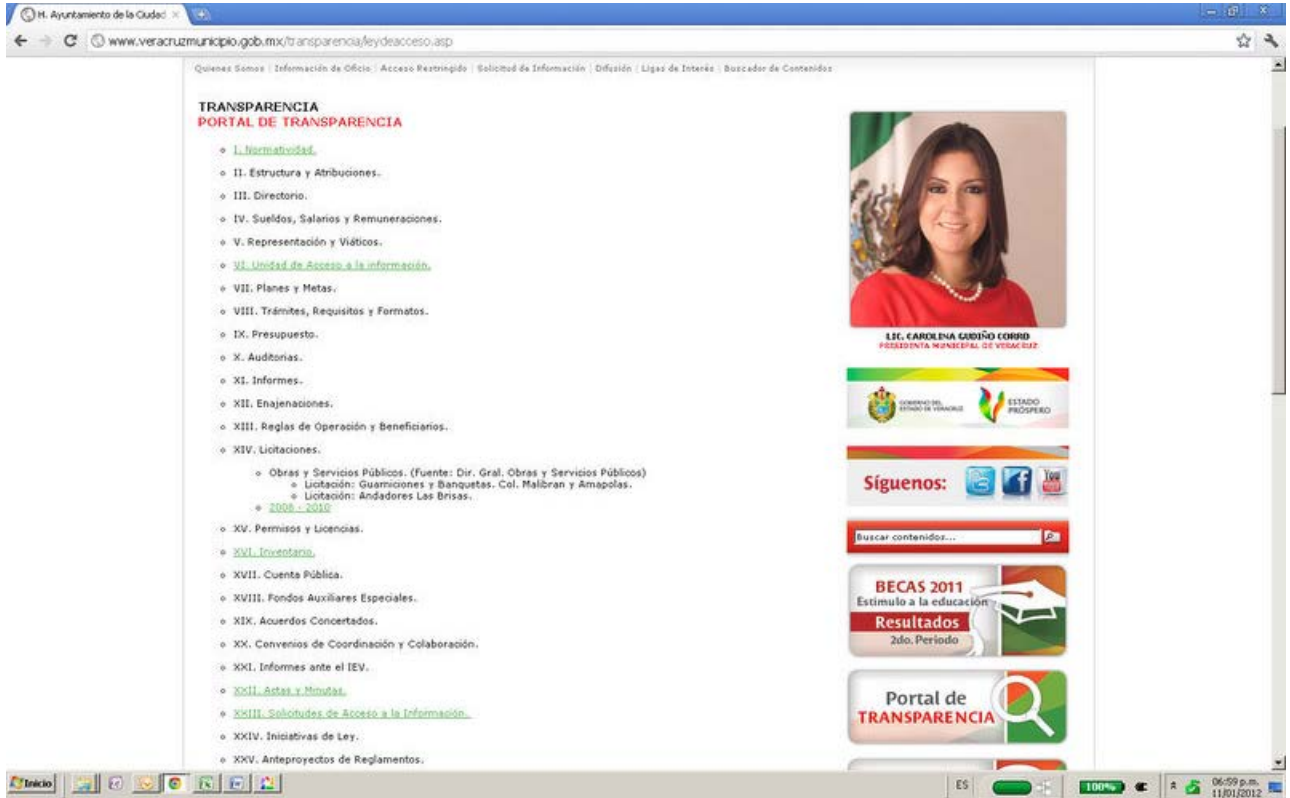 H. Ayuntamiento de la Ciudad
www.veracruzmunicipio.gob.mx/transparencia/leydeacceso.asp
Quienes Somos | Información de Oficio | Acceso Restringido | Solicitud de Información | Difusión | Ligas de Interés | Buscador de Contenidos
TRANSPARENCIA
PORTAL DE TRANSPARENCIA
I. Normatividad.
II. Estructura y Atribuciones.
III. Directorio.
IV. Sueldos, Salarios y Remuneraciones.
V. Representación y Viáticos.
VI. Unidad de Acceso a la información.
VII. Planes y Metas.
VIII. Trámites, Requisitos y Formatos.
IX. Presupuesto.
X. Auditorias.
XI. Informes.
XII. Enajenaciones.
XIII. Reglas de Operación y Beneficiarios.
XIV. Licitaciones.
Obras y Servicios Públicos. (Fuente: Dir. Gral. Obras y Servicios Públicos)
Licitación: Guarniciones y Banquetas. Col. Malibran y Amapolas.
Licitación: Andadores Las Brisas.
2008 - 2010
XV. Permisos y Licencias.
XVI. Inventario.
XVII. Cuenta Pública.
XVIII. Fondos Auxiliares Especiales.
XIX. Acuerdos Concertados.
XX. Convenios de Coordinación y Colaboración.
XXI. Informes ante el IEV.
XXII. Actas y Minutas.
XXIII. Solicitudes de Acceso a la Información.
XXIV. Iniciativas de Ley.
XXV. Anteproyectos de Reglamentos.
LIC. CAROLINA GUDIÑO CORRO
PRESIDENTA MUNICIPAL DE VERACRUZ
GOBIERNO DEL
ESTADO DE VERACRUZ
ESTADO
PRÓSPERO
Síguenos:
You
Buscar contenidos...
BECAS 2011
Estimulo a la educación
Resultados
2do. Periodo
Portal de
TRANSPARENCIA
Inicio
ES
100%
06:59 p.m.
11/01/2012